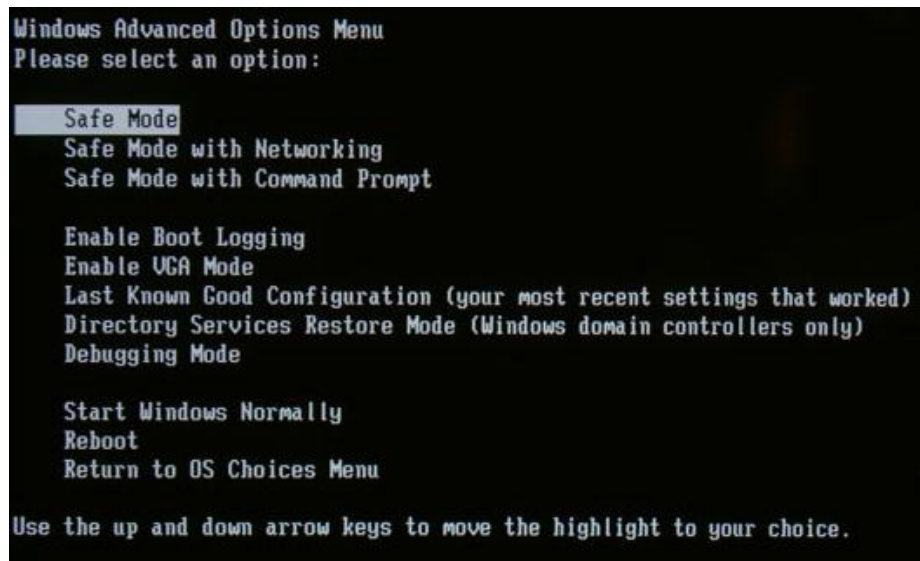 Windows Advanced Options Menu
Please select an option:
Safe Mode
Safe Mode with Networking
Safe Mode with Command Prompt
Enable Boot Logging
Enable VGA Mode
Last Known Good Configuration (your most recent settings that worked)
Directory Services Restore Mode (Windows domain controllers only)
Debugging Mode
Start Windows Normally
Reboot
Return to OS Choices Menu
Use the up and down arrow keys to move the highlight to your choice.